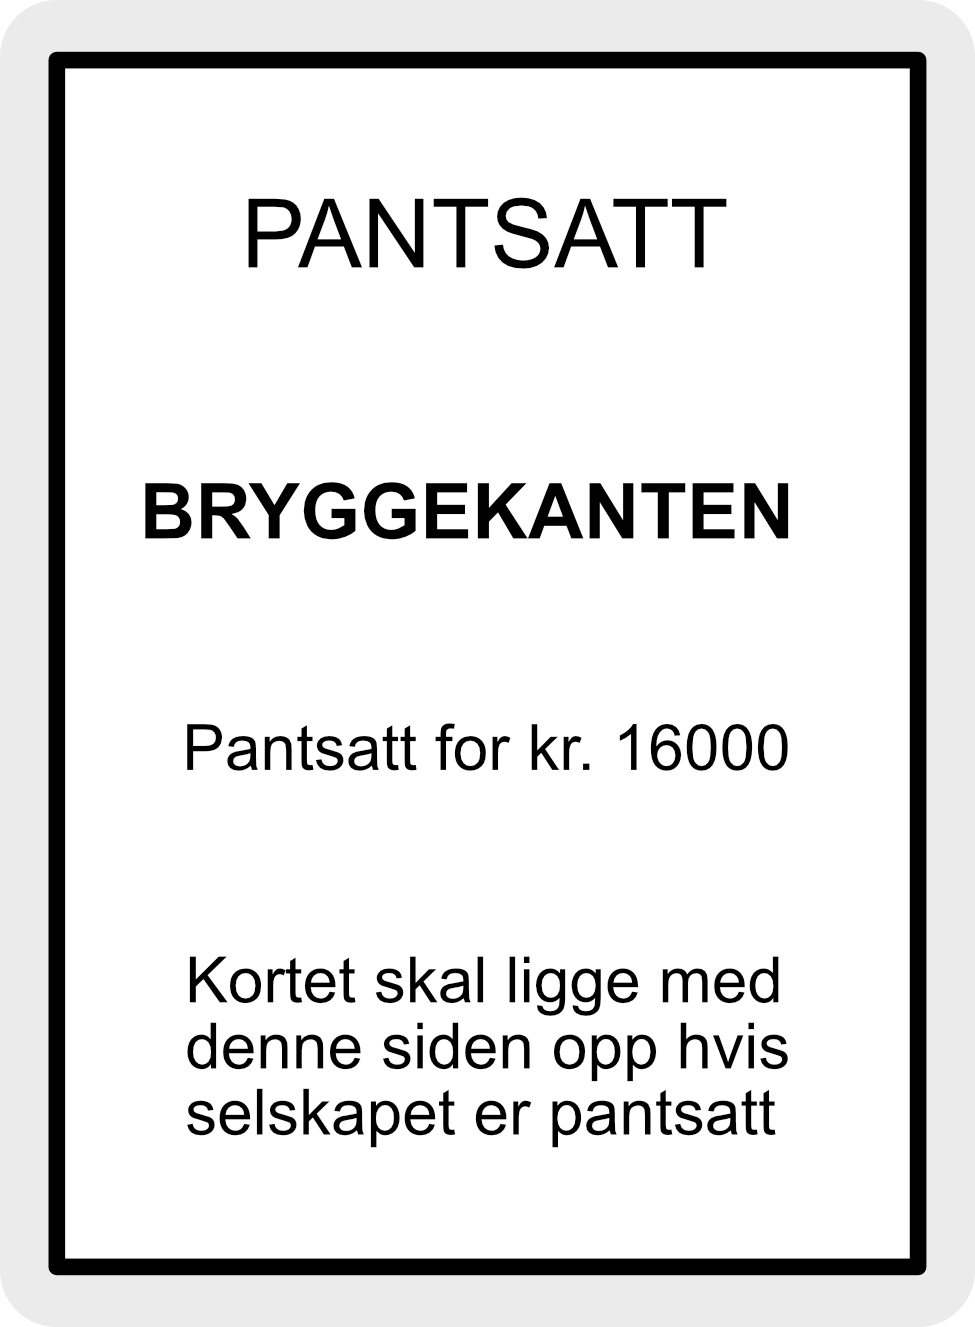 PANTSATT
BRYGGEKANTEN
Pantsatt for kr. 16000
Kortet skal ligge med
denne siden opp hvis
selskapet er pantsatt